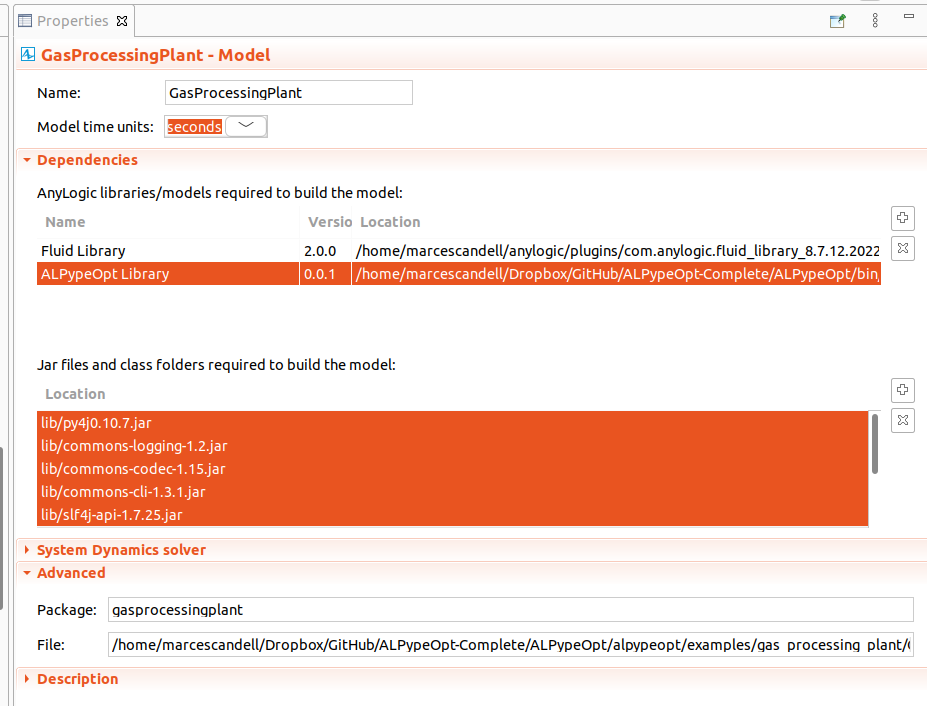 Properties
GasProcessingPlant - Model
Name: GasProcessingPlant
Model time units: seconds
Dependencies
AnyLogic libraries/models required to build the model:
Name Versio Location
Fluid Library 2.0.0 /home/marcescandell/anylogic/plugins/com.anylogic.fluid_library_8.7.12.2022
ALPypeOpt Library 0.0.1 /home/marcescandell/Dropbox/GitHub/ALPypeOpt-Complete/ALPypeOpt/bin
Jar files and class folders required to build the model:
Location
lib/py4j0.10.7.jar
lib/commons-logging-1.2.jar
lib/commons-codec-1.15.jar
lib/commons-cli-1.3.1.jar
lib/slf4j-api-1.7.25.jar
System Dynamics solver
Advanced
Package: gasprocessingplant
File: /home/marcescandell/Dropbox/GitHub/ALPypeOpt-Complete/ALPypeOpt/alpypeopt/examples/gas_processing_plant/
Description